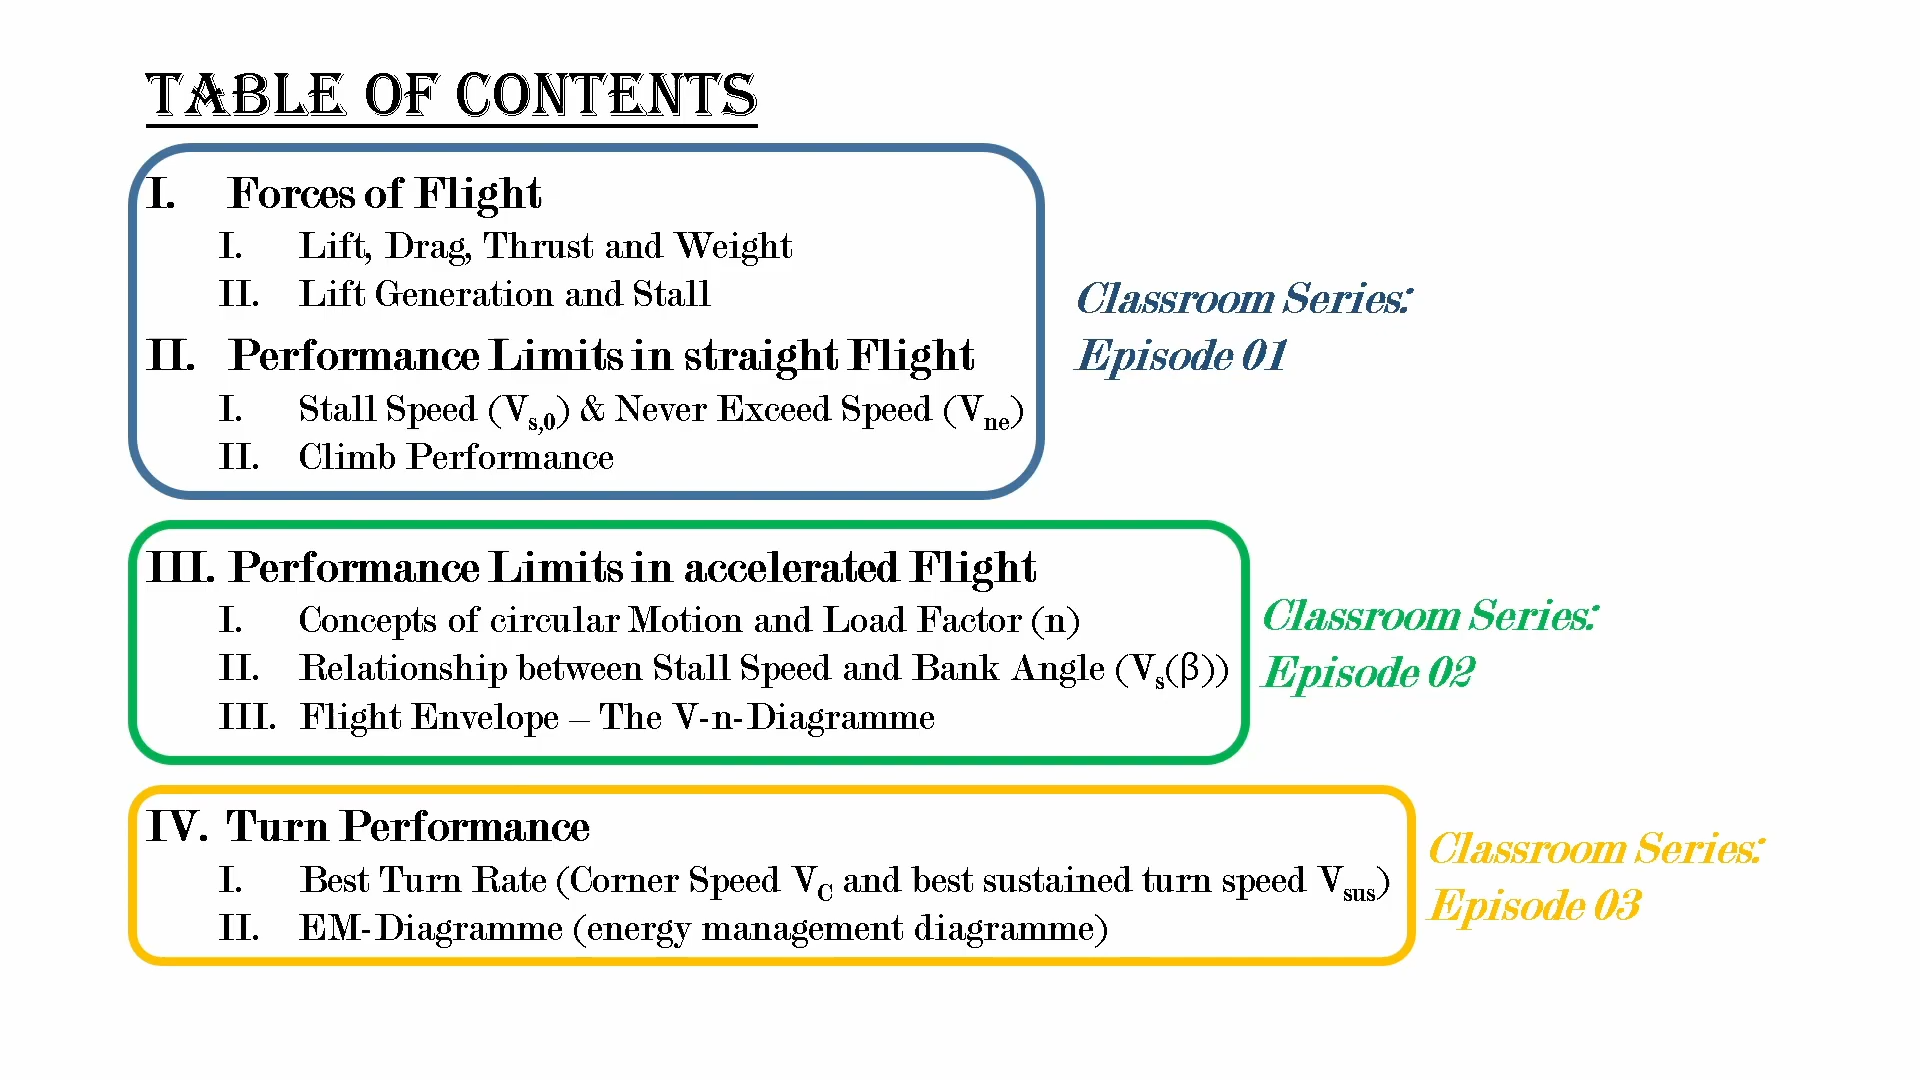 TABLE OF CONTENTS
I. Forces of Flight
I. Lift, Drag, Thrust and Weight
II. Lift Generation and Stall
II. Performance Limits in straight Flight
I. Stall Speed (Vs,0) & Never Exceed Speed (Vne)
II. Climb Performance
Classroom Series:
Episode 01
III. Performance Limits in accelerated Flight
I. Concepts of circular Motion and Load Factor (n)
II. Relationship between Stall Speed and Bank Angle (Vs(β))
III. Flight Envelope – The V-n-Diagramme
Classroom Series:
Episode 02
IV. Turn Performance
I. Best Turn Rate (Corner Speed VC and best sustained turn speed Vsus)
II. EM-Diagramme (energy management diagramme)
Classroom Series:
Episode 03